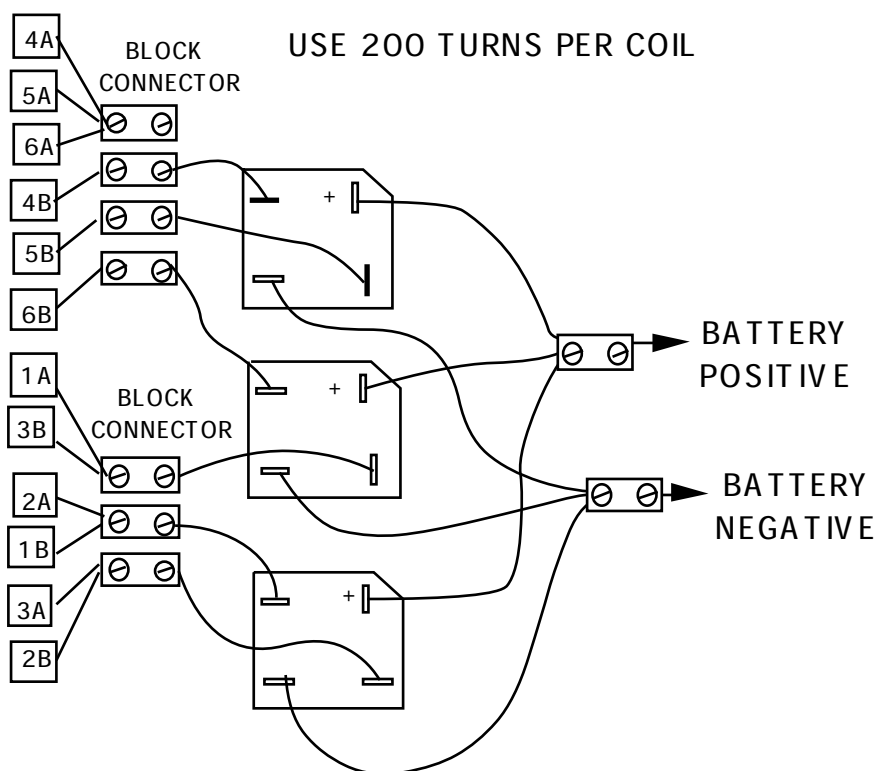 USE 200 TURNS PER COIL
4A
5A
6A
4B
5B
6B
BLOCK
CONNECTOR
+
+
+
1A
3B
2A
1B
3A
2B
BLOCK
CONNECTOR
BATTERY
POSITIVE
BATTERY
NEGATIVE